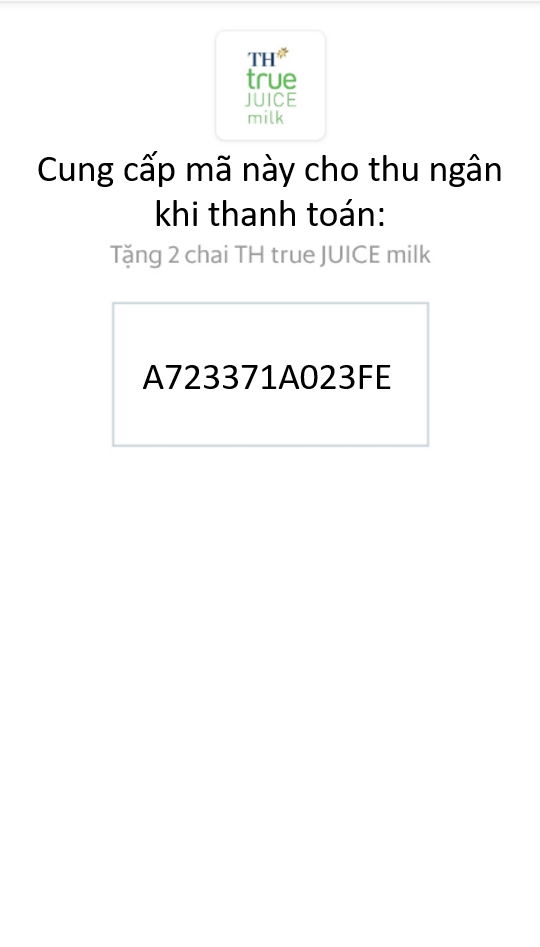 TH
true
JUICE
milk
Cung cấp mã này cho thu ngân
khi thanh toán:
Tặng 2 chai TH true JUICE milk
A723371A023FE